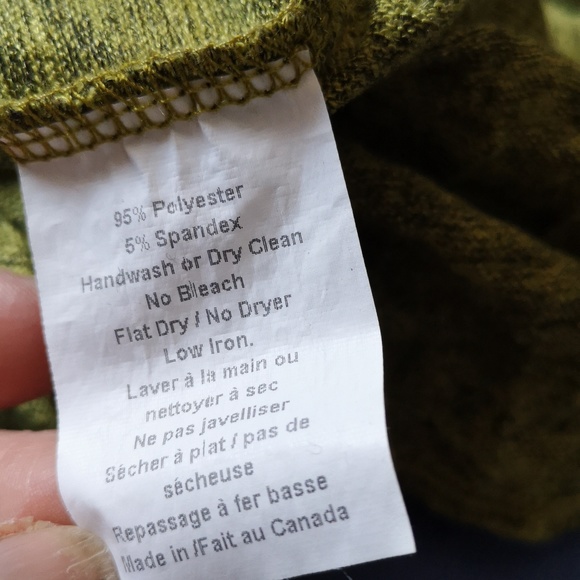 95% Polyester
5% Spandex
Handwash or Dry Clean
No Bleach
Flat Dry / No Dryer
Low Iron.
Laver à la main ou
nettoyer à sec
Ne pas javelliser
Sécher à plat / pas de
sécheuse
Repassage à fer basse
Made in /Fait au Canada